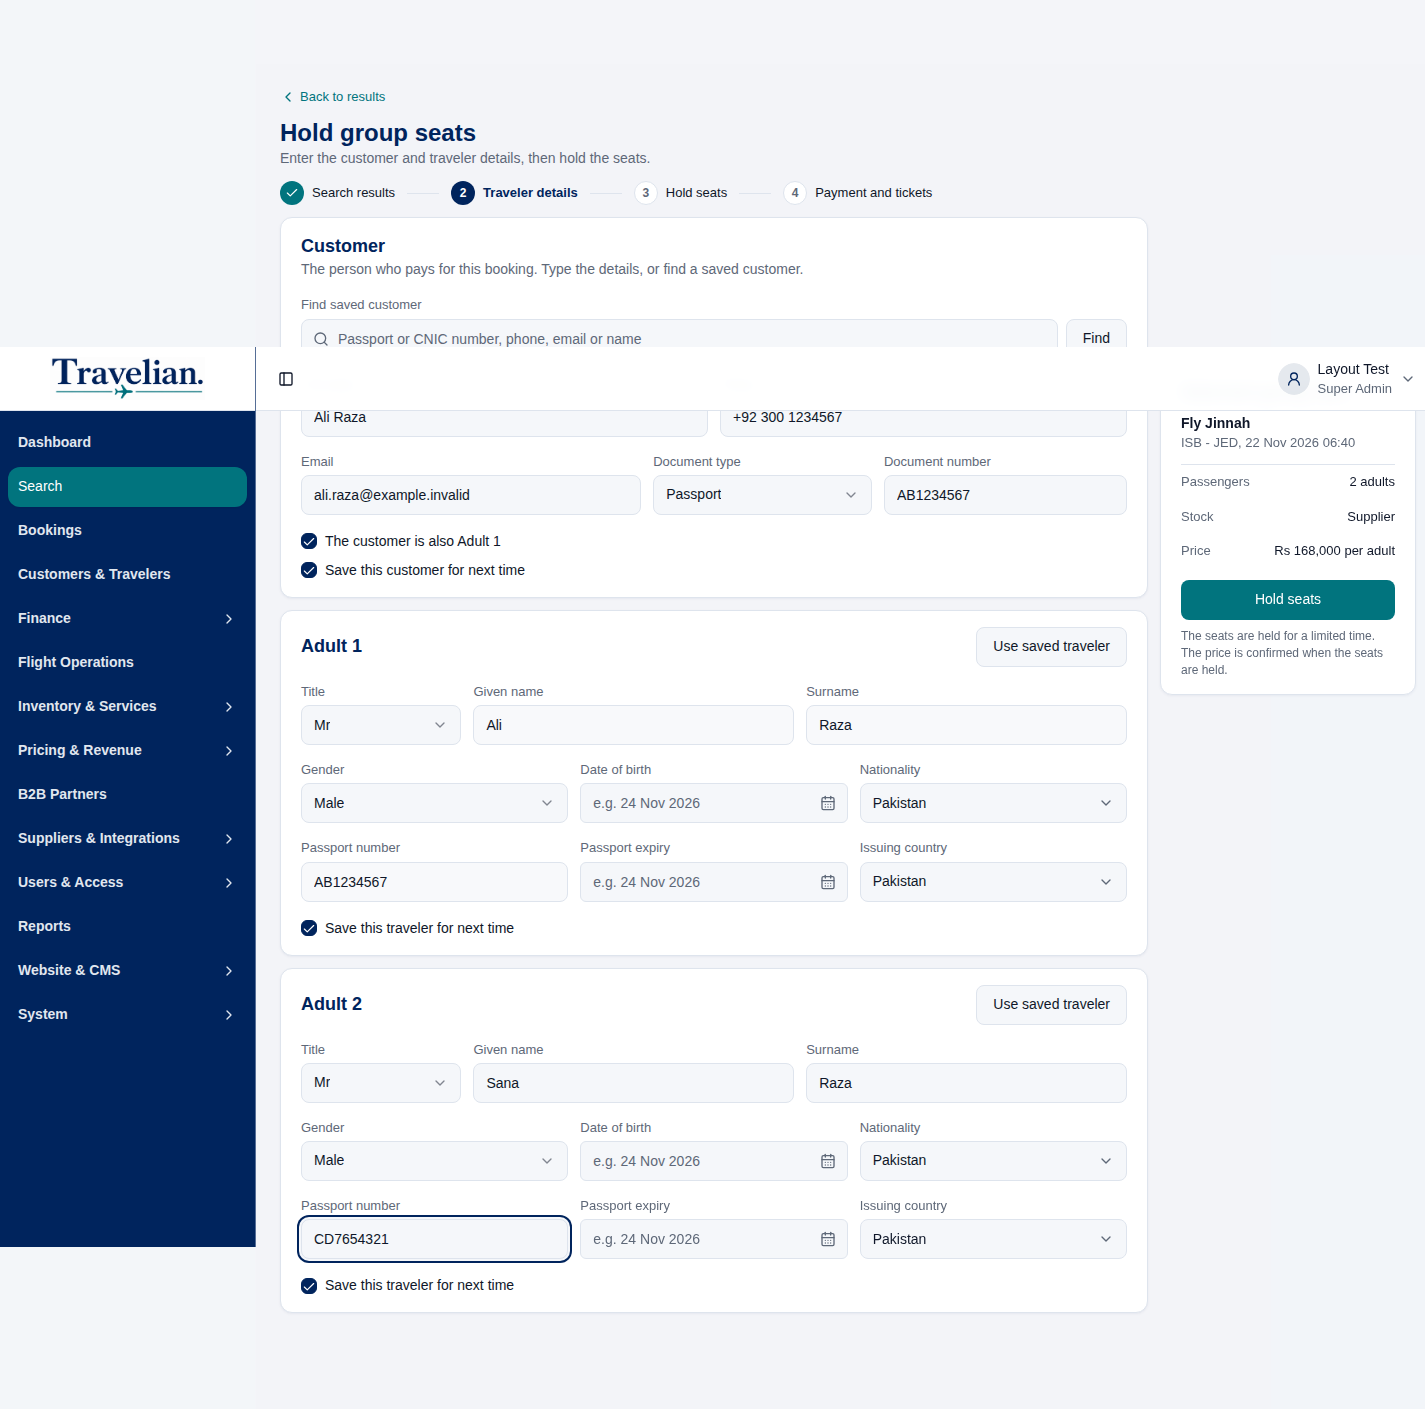 Back to results
Hold group seats
Enter the customer and traveler details, then hold the seats.
Search results
2 Traveler details
3 Hold seats
4 Payment and tickets
Customer
The person who pays for this booking. Type the details, or find a saved customer.
Find saved customer
Passport or CNIC number, phone, email or name
Find
Travelian.
Layout Test
Super Admin
Dashboard
Search
Bookings
Customers & Travelers
Finance
Flight Operations
Inventory & Services
Pricing & Revenue
B2B Partners
Suppliers & Integrations
Users & Access
Reports
Website & CMS
System
Ali Raza
+92 300 1234567
Email
Document type
Document number
ali.raza@example.invalid
Passport
AB1234567
The customer is also Adult 1
Save this customer for next time
Fly Jinnah
ISB - JED, 22 Nov 2026 06:40
Passengers 2 adults
Stock Supplier
Price Rs 168,000 per adult
Hold seats
The seats are held for a limited time.
The price is confirmed when the seats
are held.
Adult 1
Use saved traveler
Title
Given name
Surname
Mr
Ali
Raza
Gender
Date of birth
Nationality
Male
e.g. 24 Nov 2026
Pakistan
Passport number
Passport expiry
Issuing country
AB1234567
e.g. 24 Nov 2026
Pakistan
Save this traveler for next time
Adult 2
Use saved traveler
Title
Given name
Surname
Mr
Sana
Raza
Gender
Date of birth
Nationality
Male
e.g. 24 Nov 2026
Pakistan
Passport number
Passport expiry
Issuing country
CD7654321
e.g. 24 Nov 2026
Pakistan
Save this traveler for next time